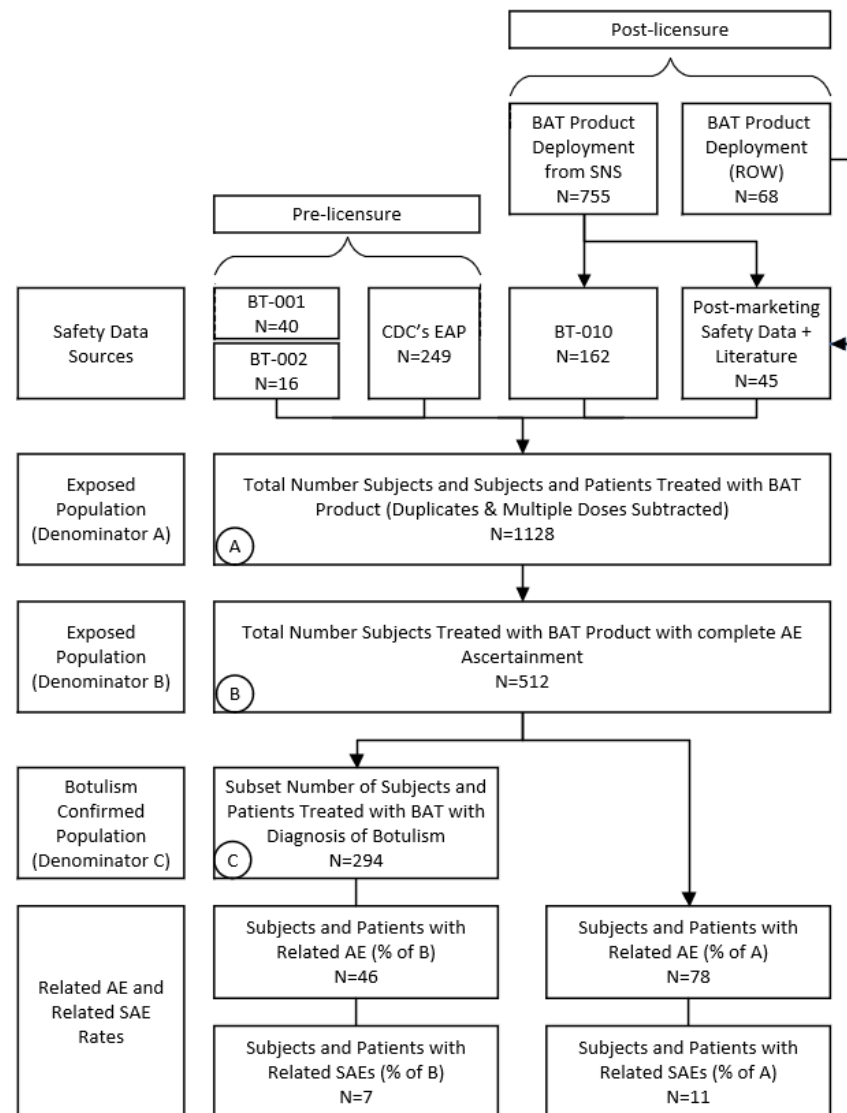 Post-licensure
BAT Product
Deployment
from SNS
N=755
BAT Product
Deployment
(ROW)
N=68
Pre-licensure
Safety Data
Sources
BT-001
N=40
BT-002
N=16
CDC's EAP
N=249
BT-010
N=162
Post-marketing
Safety Data +
Literature
N=45
Exposed
Population
(Denominator A)
Total Number Subjects and Subjects and Patients Treated with BAT
Product (Duplicates & Multiple Doses Subtracted)
N=1128
A
Exposed
Population
(Denominator B)
Total Number Subjects Treated with BAT Product with complete AE
Ascertainment
N=512
B
Botulism
Confirmed
Population
(Denominator C)
Subset Number of Subjects and
Patients Treated with BAT with
Diagnosis of Botulism
N=294
C
Related AE and
Related SAE
Rates
Subjects and Patients with
Related AE (% of B)
N=46
Subjects and Patients with
Related AE (% of A)
N=78
Subjects and Patients with
Related SAEs (% of B)
N=7
Subjects and Patients with
Related SAEs (% of A)
N=11